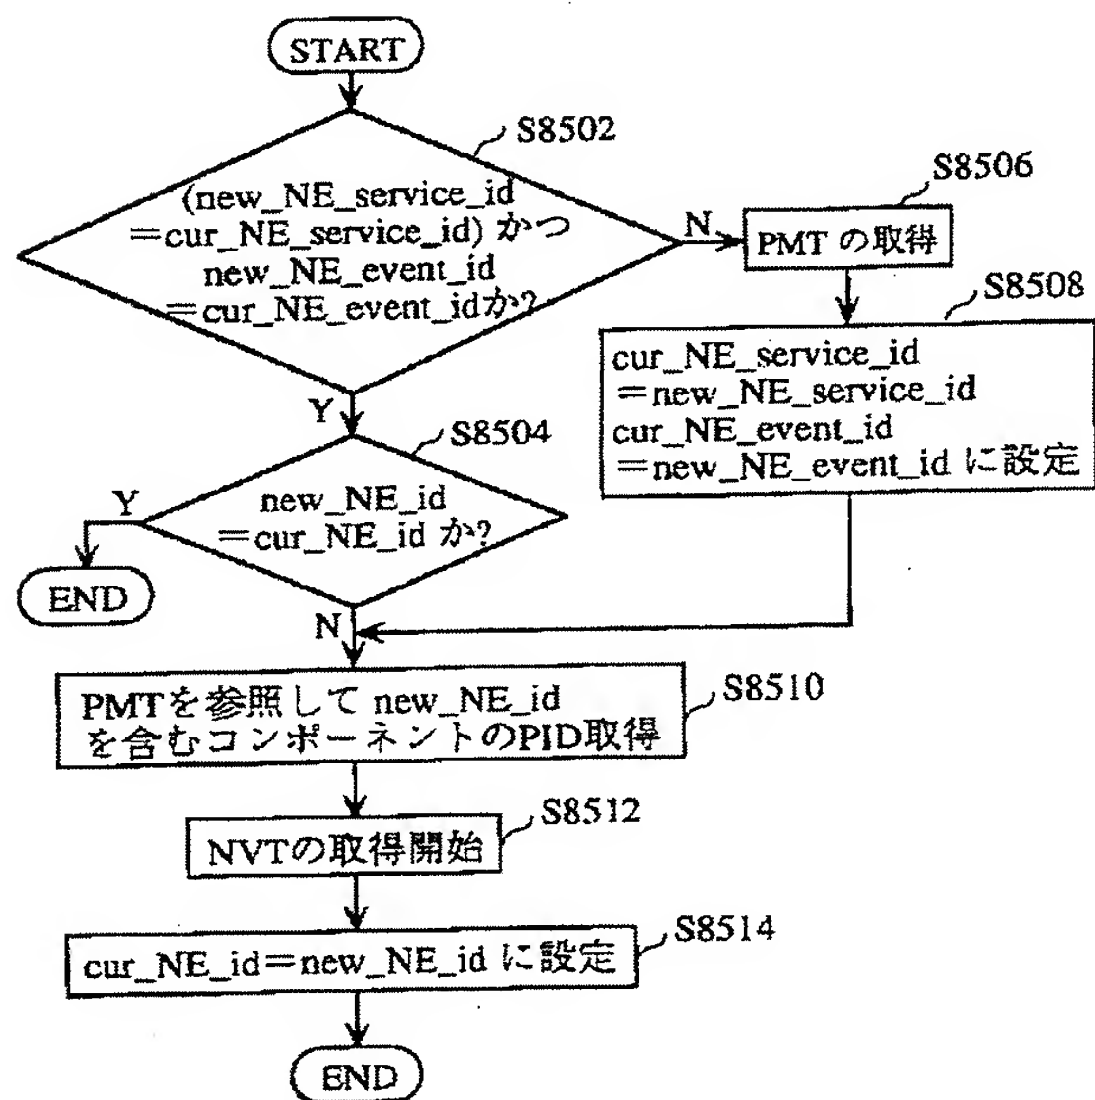 START
S8502
(new_NE_service_id
=cur_NE_service_id) かつ
new_NE_event_id
=cur_NE_event_idか?
N
S8506
PMT の取得
S8508
cur_NE_service_id
=new_NE_service_id
cur_NE_event_id
=new_NE_event_id に設定
Y
S8504
new_NE_id
=cur_NE_id か?
Y
END
N
S8510
PMTを参照して new_NE_id
を含むコンポーネントのPID取得
S8512
NVTの取得開始
S8514
cur_NE_id=new_NE_id に設定
END